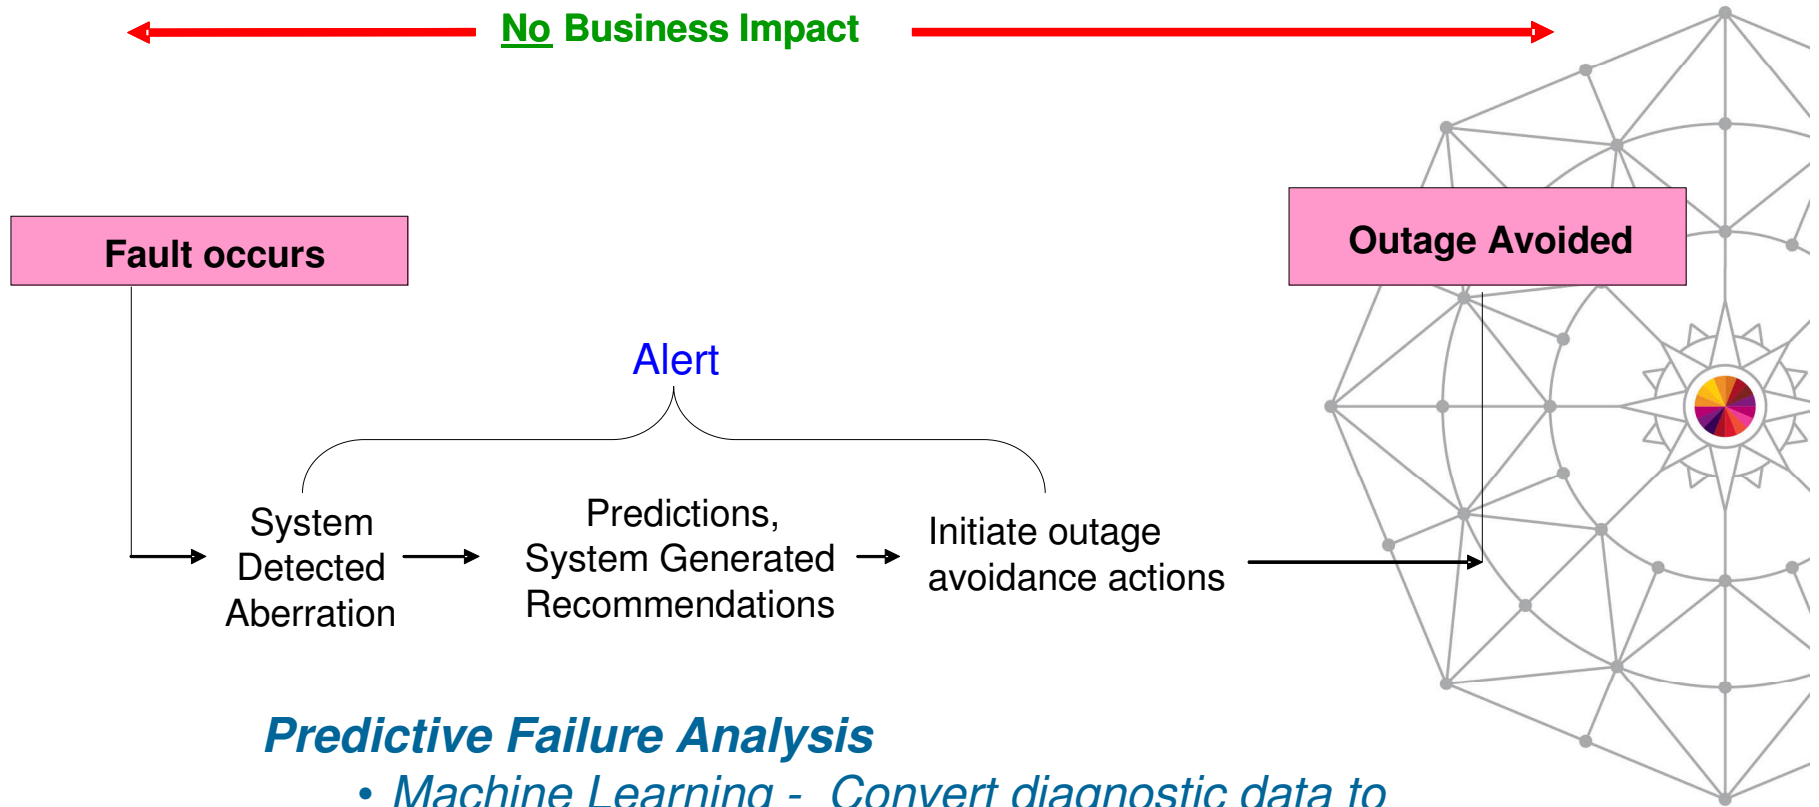 No Business Impact
Fault occurs
Outage Avoided
Alert
System
Detected
Aberration
Predictions,
System Generated
Recommendations
Initiate outage
avoidance actions
Predictive Failure Analysis
• Machine Learning - Convert diagnostic data to